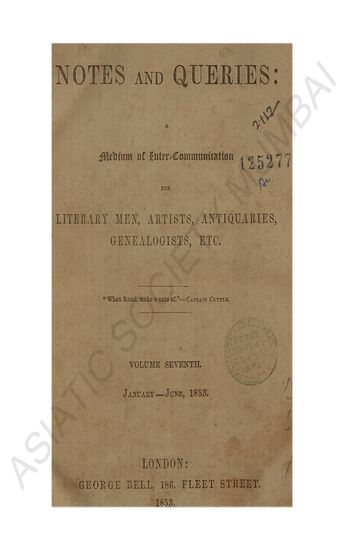 NOTES AND QUERIES:
A
Medium of Inter-Communication
FOR
LITERARY MEN, ARTISTS, ANTIQUARIES,
GENEALOGISTS, ETC.
"When found, make a note of."—CAPTAIN CUTTLE.
VOLUME SEVENTH.
JANUARY—JUNE, 1853.
LONDON:
GEORGE BELL, 186. FLEET STREET.
1853.
125277
ASIATIC SOCIETY MUMBAI